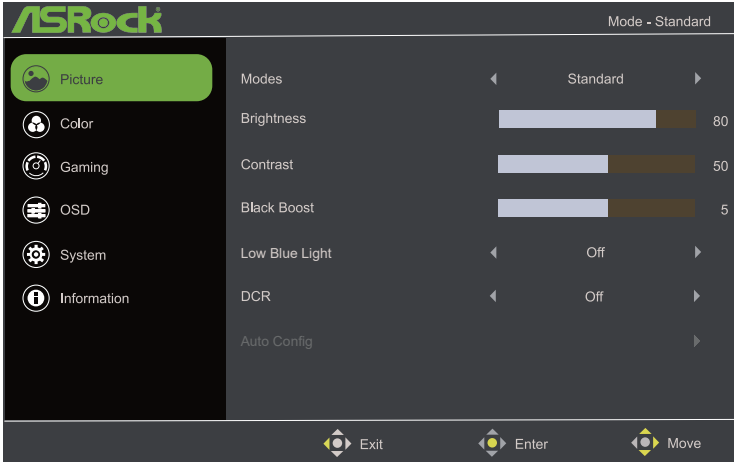 ASRock
Mode - Standard
Picture
Color
Gaming
OSD
System
Information
Modes Standard
Brightness 80
Contrast 50
Black Boost 5
Low Blue Light Off
DCR Off
Auto Config
Exit Enter Move